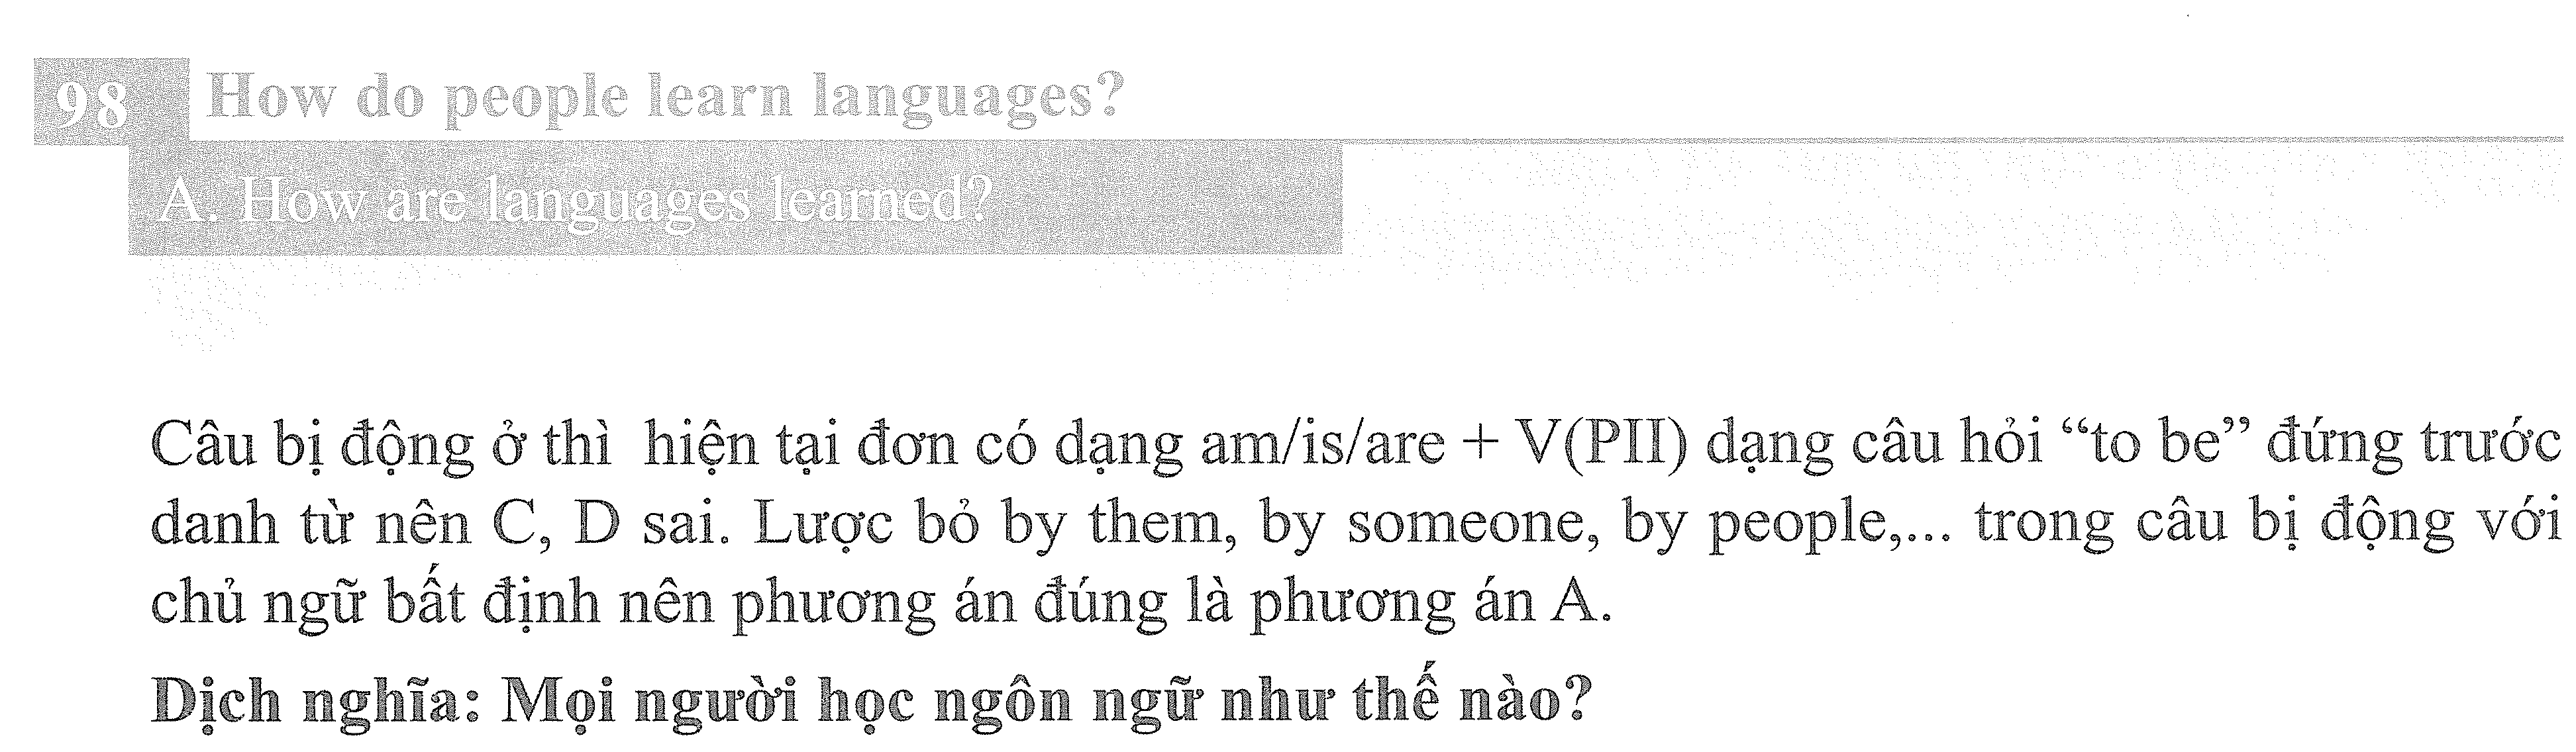 98 How do people learn languages?
A. How are languages learned?
Câu bị động ở thì hiện tại đơn có dạng am/is/are + V(PII) dạng câu hỏi “to be” đứng trước
danh từ nên C, D sai. Lược bỏ by them, by someone, by people,... trong câu bị động với
chủ ngữ bất định nên phương án đúng là phương án A.
Dịch nghĩa: Mọi người học ngôn ngữ như thế nào?